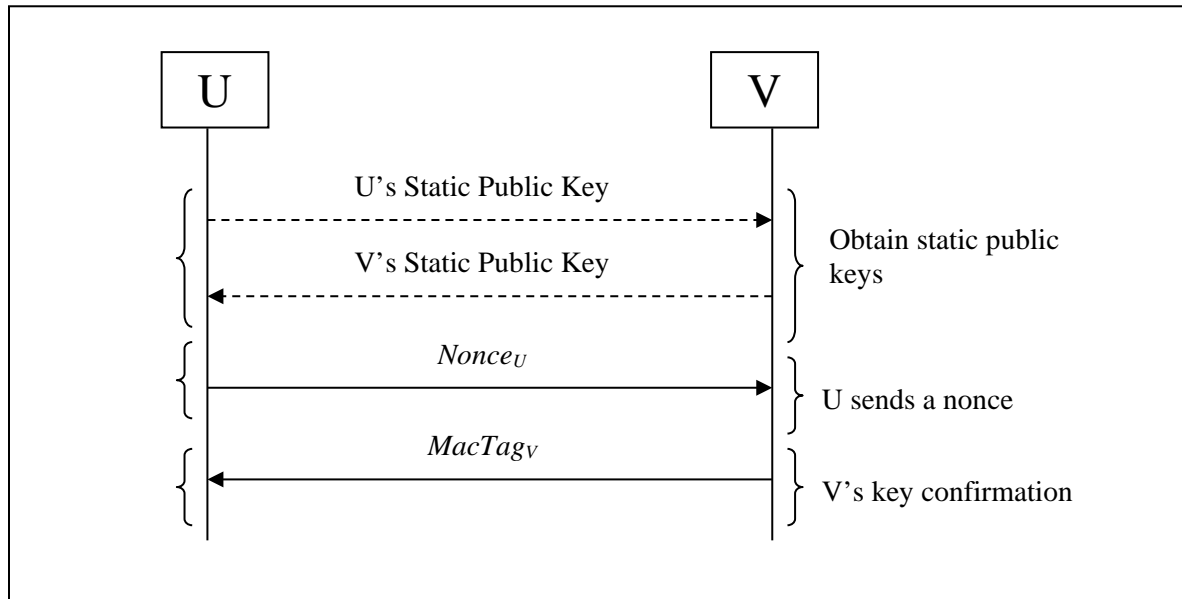 U
V
U’s Static Public Key
V’s Static Public Key
Obtain static public
keys
NonceU
U sends a nonce
MacTagV
V’s key confirmation